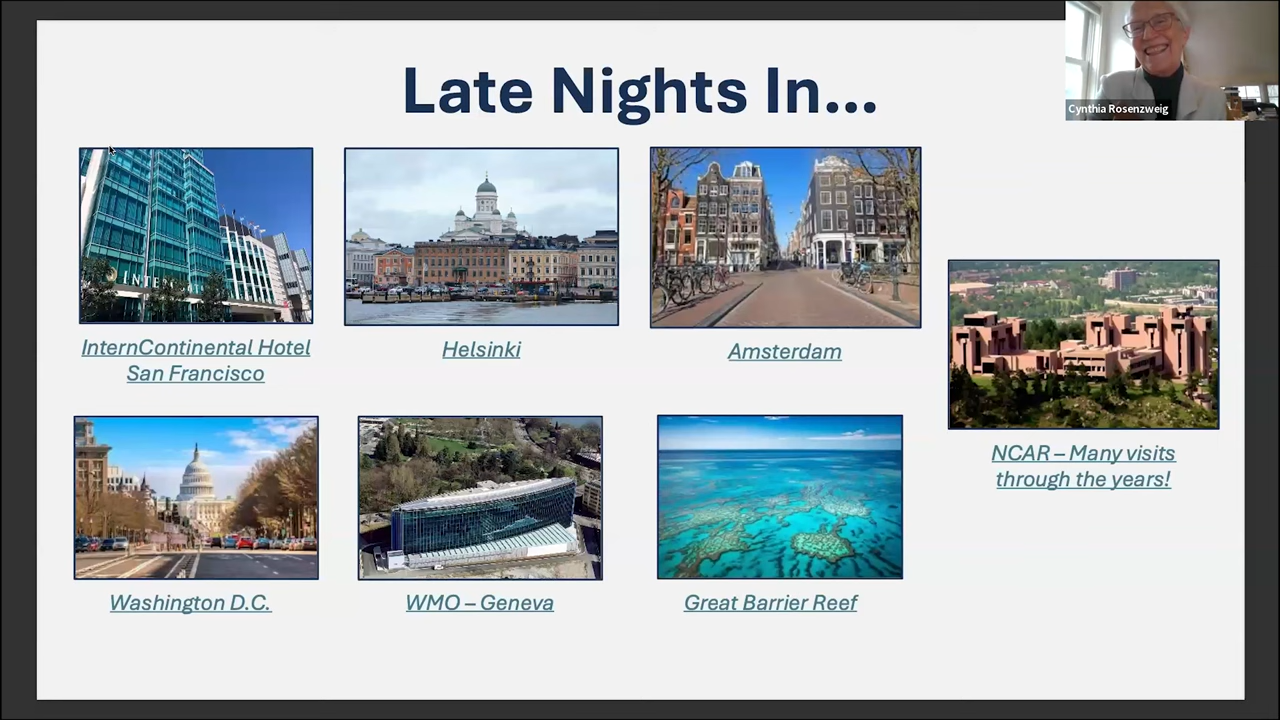 Late Nights In...
Cynthia Rosenzweig
INTER
InternContinental Hotel
San Francisco
Helsinki
Amsterdam
NCAR – Many visits
through the years!
Washington D.C.
WMO – Geneva
Great Barrier Reef